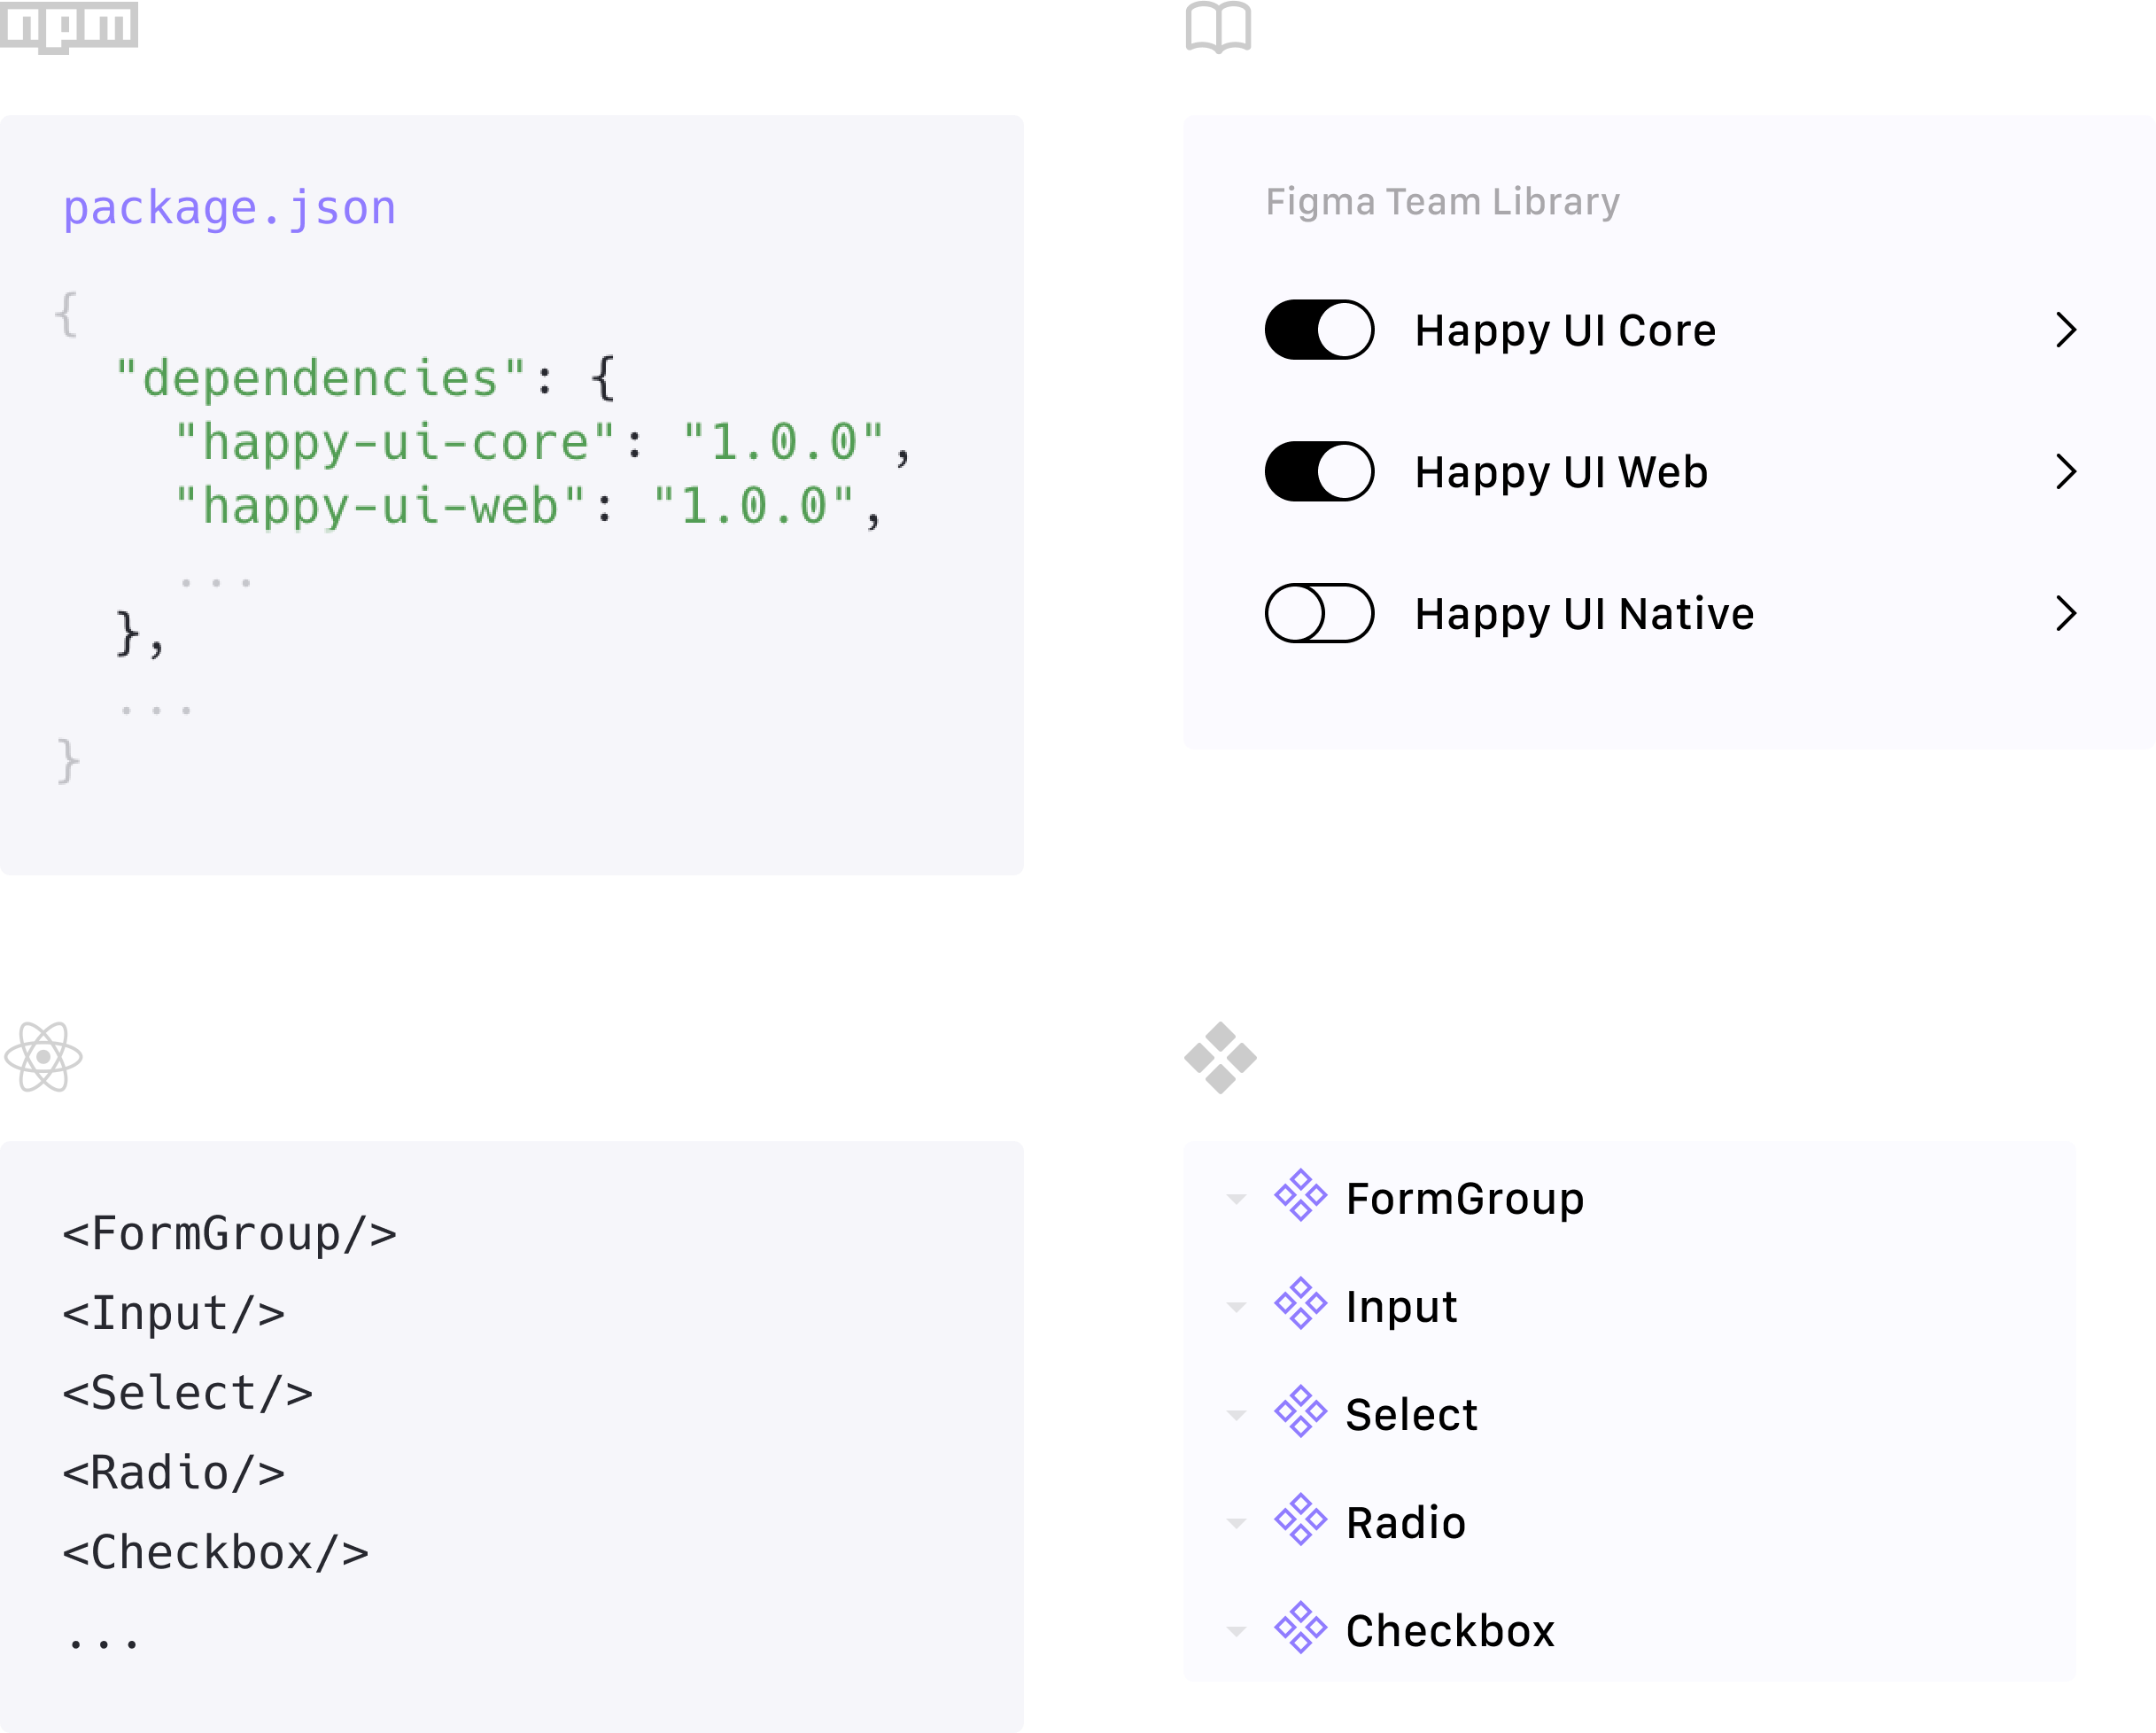 npm
package.json
{
"dependencies": {
"happy-ui-core": "1.0.0",
"happy-ui-web": "1.0.0",
...
},
...
}
Figma Team Library
Happy UI Core
Happy UI Web
Happy UI Native
<FormGroup/>
<Input/>
<Select/>
<Radio/>
<Checkbox/>
...
FormGroup
Input
Select
Radio
Checkbox